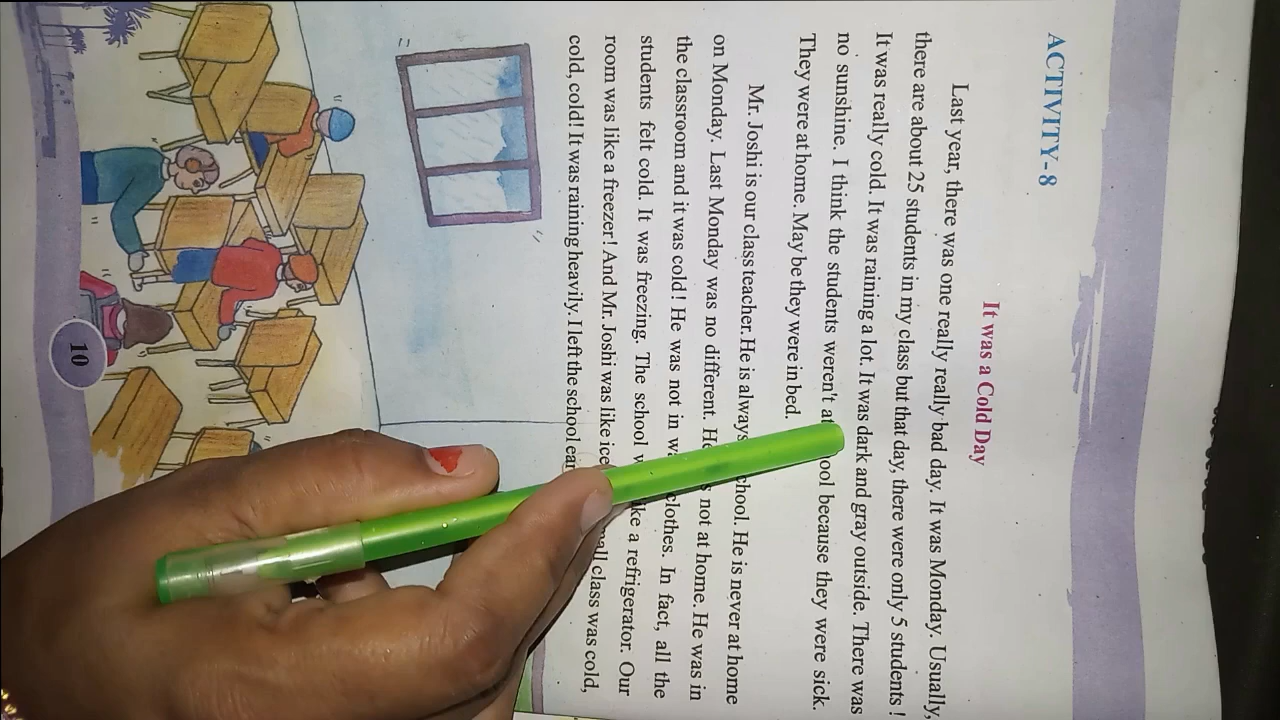 ACTIVITY-8
It was a Cold Day
Last year, there was one really really bad day. It was Monday. Usually,
there are about 25 students in my class but that day, there were only 5 students !
It was really cold. It was raining a lot. It was dark and gray outside. There was
no sunshine. I think the students weren't at ool because they were sick.
They were at home. May be they were in bed.
Mr. Joshi is our class teacher. He is always chool. He is never at home
on Monday. Last Monday was no different. He s not at home. He was in
the classroom and it was cold! He was not in wa clothes. In fact, all the
students felt cold. It was freezing. The school w ke a refrigerator. Our
room was like a freezer! And Mr. Joshi was like ice all class was cold,
cold, cold! It was raining heavily. I left the school ear
10